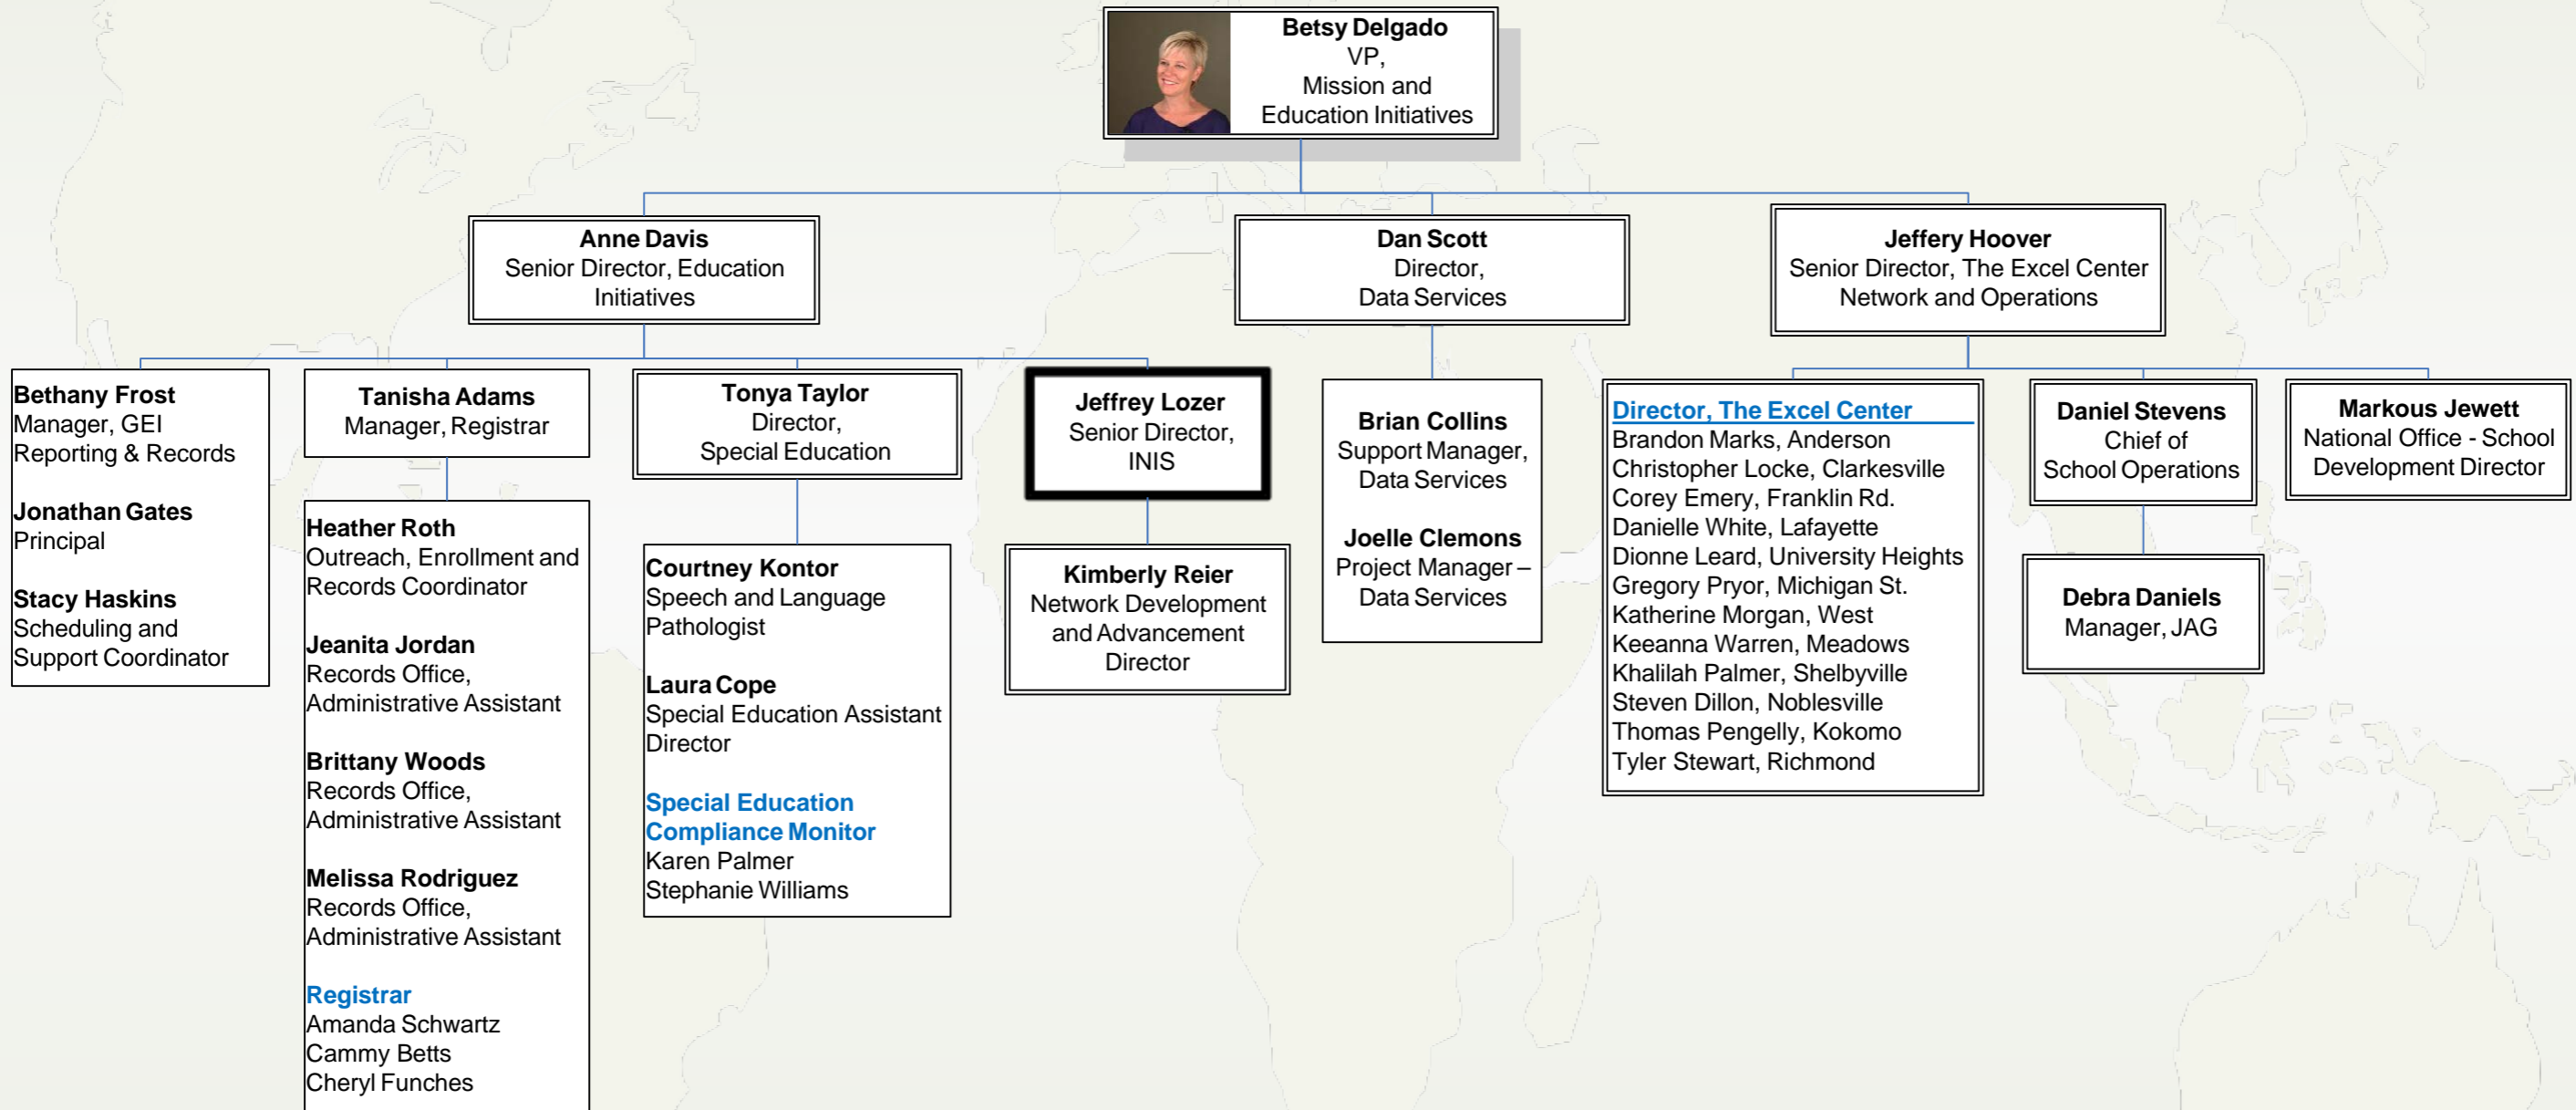 Betsy Delgado
VP,
Mission and
Education Initiatives
Anne Davis
Senior Director, Education
Initiatives
Dan Scott
Director,
Data Services
Jeffery Hoover
Senior Director, The Excel Center
Network and Operations
Bethany Frost
Manager, GEI
Reporting & Records
Jonathan Gates
Principal
Stacy Haskins
Scheduling and
Support Coordinator
Tanisha Adams
Manager, Registrar
Heather Roth
Outreach, Enrollment and
Records Coordinator
Jeanita Jordan
Records Office,
Administrative Assistant
Brittany Woods
Records Office,
Administrative Assistant
Melissa Rodriguez
Records Office,
Administrative Assistant
Registrar
Amanda Schwartz
Cammy Betts
Cheryl Funches
Tonya Taylor
Director,
Special Education
Courtney Kontor
Speech and Language
Pathologist
Laura Cope
Special Education Assistant
Director
Special Education
Compliance Monitor
Karen Palmer
Stephanie Williams
Jeffrey Lozer
Senior Director,
INIS
Kimberly Reier
Network Development
and Advancement
Director
Brian Collins
Support Manager,
Data Services
Joelle Clemons
Project Manager –
Data Services
Director, The Excel Center
Brandon Marks, Anderson
Christopher Locke, Clarkesville
Corey Emery, Franklin Rd.
Danielle White, Lafayette
Dionne Leard, University Heights
Gregory Pryor, Michigan St.
Katherine Morgan, West
Keeanna Warren, Meadows
Khalilah Palmer, Shelbyville
Steven Dillon, Noblesville
Thomas Pengelly, Kokomo
Tyler Stewart, Richmond
Daniel Stevens
Chief of
School Operations
Debra Daniels
Manager, JAG
Markous Jewett
National Office - School
Development Director